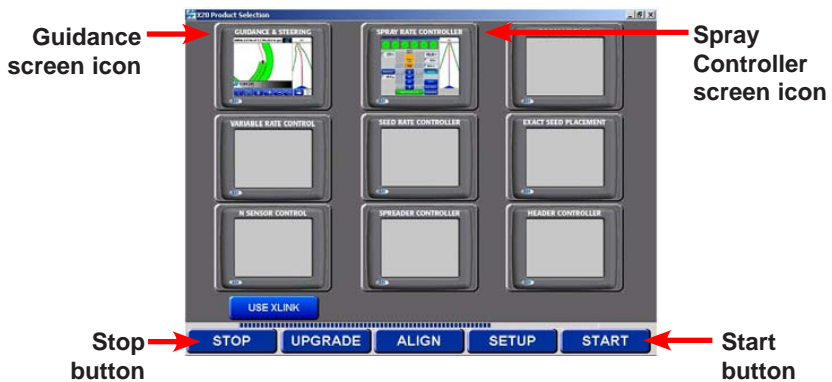 X20 Product Selection
Guidance
screen icon
Spray
Controller
screen icon
GUIDANCE & STEERING
SPRAY RATE CONTROLLER
VARIABLE RATE CONTROL
SEED RATE CONTROLLER
EXACT SEED PLACEMENT
N SENSOR CONTROL
SPREADER CONTROLLER
HEADER CONTROLLER
USE XLINK
Stop
button
STOP
UPGRADE
ALIGN
SETUP
START
Start
button